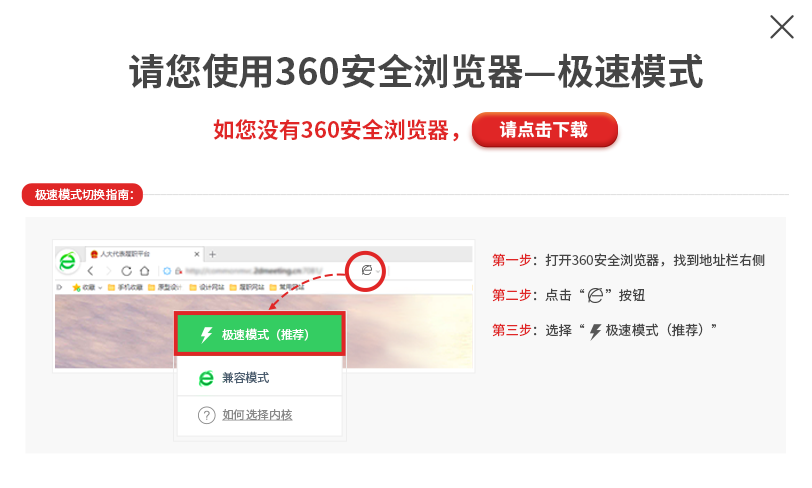 请您使用360安全浏览器—极速模式
如您没有360安全浏览器，
请点击下载
极速模式切换指南：
人大代表履职平台
收藏 手机收藏 原型设计 设计网站 履职网站 常用网站
极速模式（推荐）
兼容模式
? 如何选择内核
第一步：打开360安全浏览器，找到地址栏右侧
第二步：点击“ ”按钮
第三步：选择“ 极速模式（推荐）”